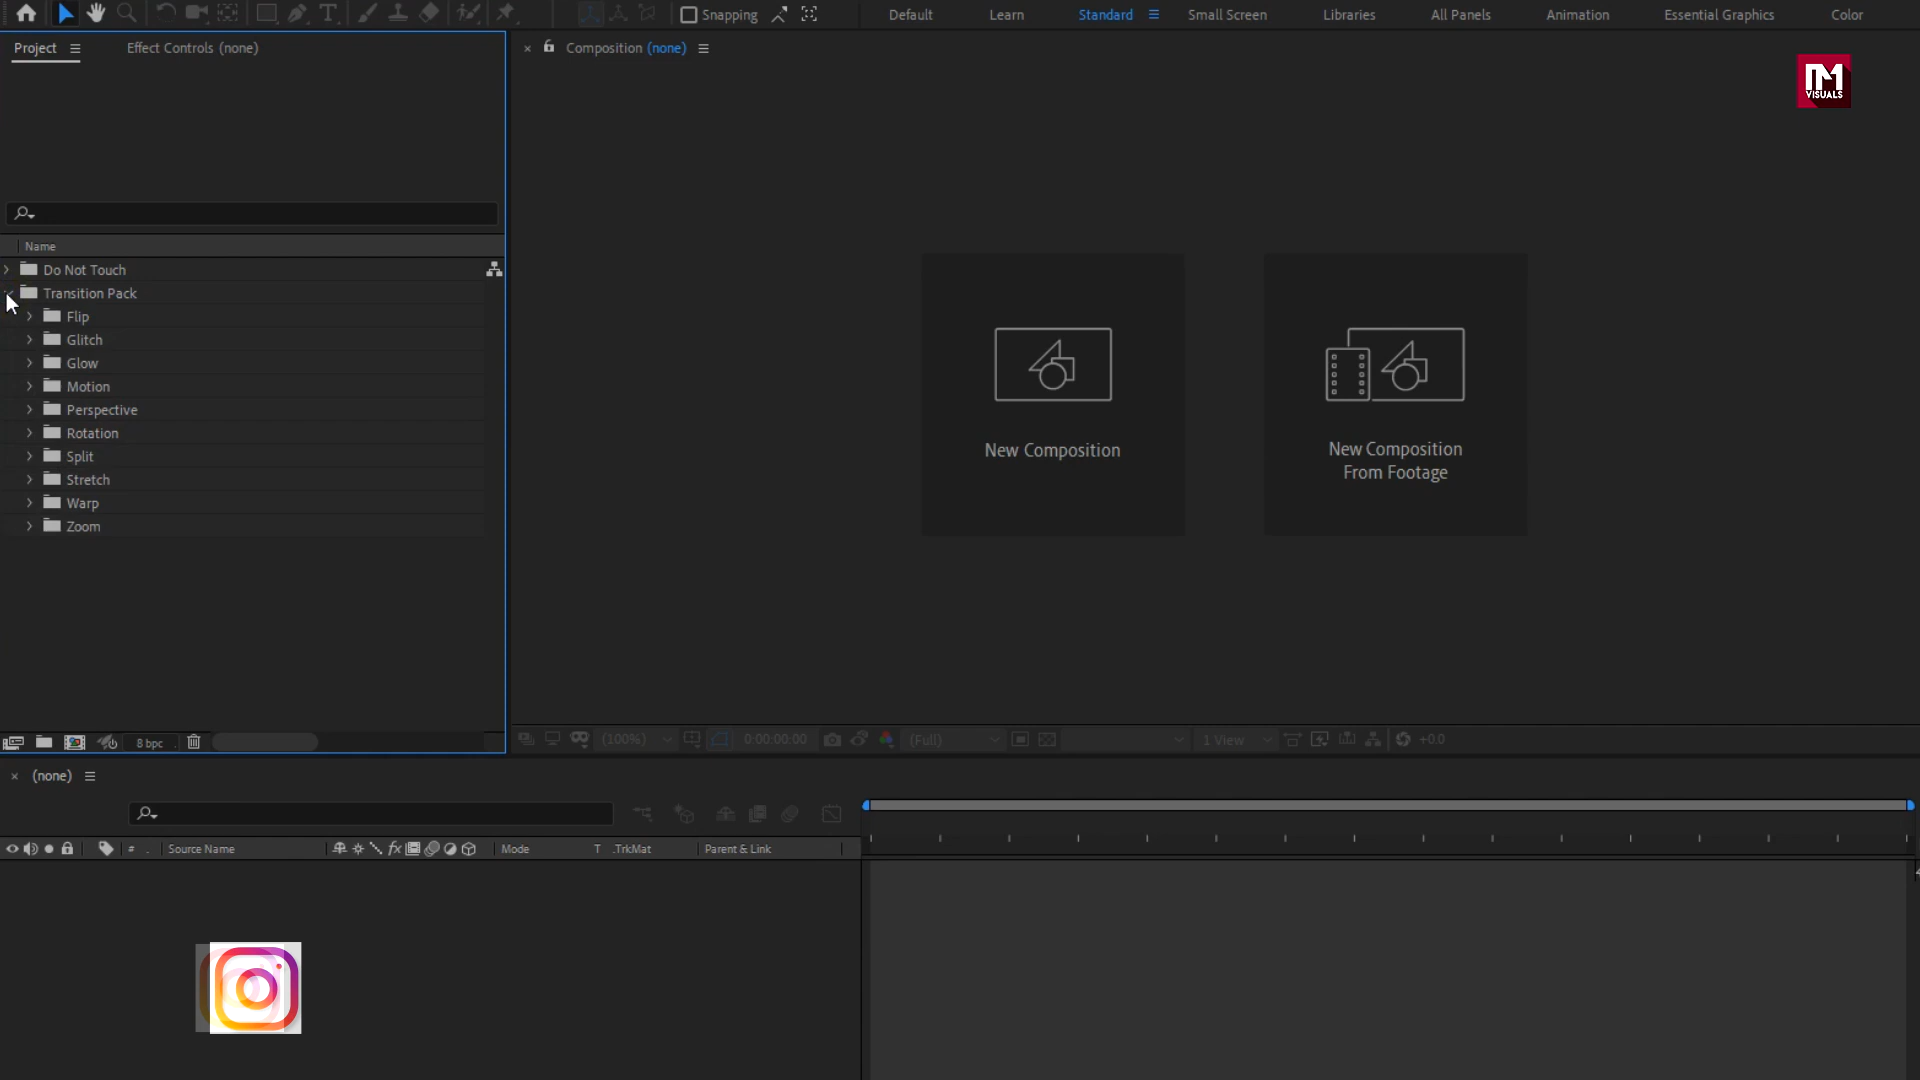 Snapping
Default
Learn
Standard
Small Screen
Libraries
All Panels
Animation
Essential Graphics
Color
Project
Effect Controls (none)
Composition (none)
M
VISUALS
Name
Do Not Touch
Transition Pack
Flip
Glitch
Glow
Motion
Perspective
Rotation
Split
Stretch
Warp
Zoom
New Composition
New Composition
From Footage
8 bpc
(100%)
0:00:00:00
(Full)
1 View
+0.0
(none)
#
Source Name
fx
Mode
T .TrkMat
Parent & Link